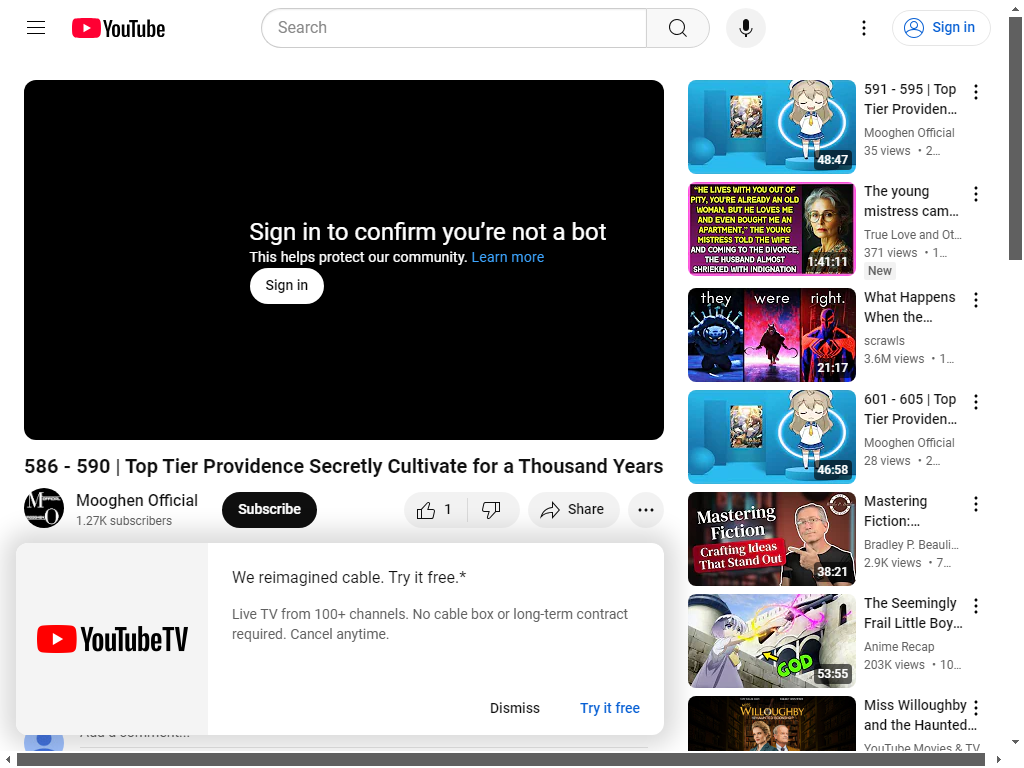 YouTube
Search
Sign in
Sign in to confirm you're not a bot
This helps protect our community. Learn more
Sign in
586 - 590 | Top Tier Providence Secretly Cultivate for a Thousand Years
Mooghen Official
1.27K subscribers
Subscribe
1
Share
We reimagined cable. Try it free.*
Live TV from 100+ channels. No cable box or long-term contract
required. Cancel anytime.
YouTubeTV
Dismiss
Try it free
Add a comment...
48:47
591 - 595 | Top
Tier Providen...
Mooghen Official
35 views • 2...
"HE LIVES WITH YOU OUT OF
PITY, YOU'RE ALREADY AN OLD
WOMAN. BUT HE LOVES ME
AND EVEN BOUGHT ME AN
APARTMENT," THE YOUNG
MISTRESS TOLD THE WIFE
AND COMING TO THE DIVORCE,
THE HUSBAND ALMOST
SHRIEKED WITH INDIGNATION
1:41:11
The young
mistress cam...
True Love and Ot...
371 views • 1...
New
they were right.
21:17
What Happens
When the...
scrawls
3.6M views • 1...
46:58
601 - 605 | Top
Tier Providen...
Mooghen Official
28 views • 2...
Mastering
Fiction
Crafting Ideas
That Stand Out
38:21
Mastering
Fiction:...
Bradley P. Beauli...
2.9K views • 7...
GOD
53:55
The Seemingly
Frail Little Boy...
Anime Recap
203K views • 10...
MISS
WILLOUGHBY
Miss Willoughby
and the Haunted...
YouTube Movies & TV